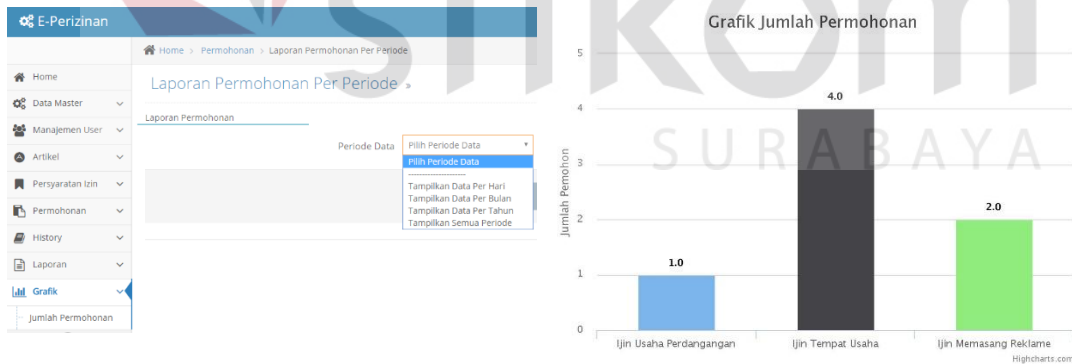 E-Perizinan
Home > Permohonan > Laporan Permohonan Per Periode
Home
Data Master
Manajemen User
Artikel
Persyaratan Izin
Permohonan
History
Laporan
Grafik
Jumlah Permohonan
Laporan Permohonan Per Periode »
Laporan Permohonan
Periode Data
Pilih Periode Data
Pilih Periode Data
----------------------
Tampilkan Data Per Hari
Tampilkan Data Per Bulan
Tampilkan Data Per Tahun
Tampilkan Semua Periode
Grafik Jumlah Permohonan
Jumlah Pemohon
5
4
3
2
1
0
1.0
4.0
2.0
Ijin Usaha Perdangangan
Ijin Tempat Usaha
Ijin Memasang Reklame
Highcharts.com
stikom
SURABAYA